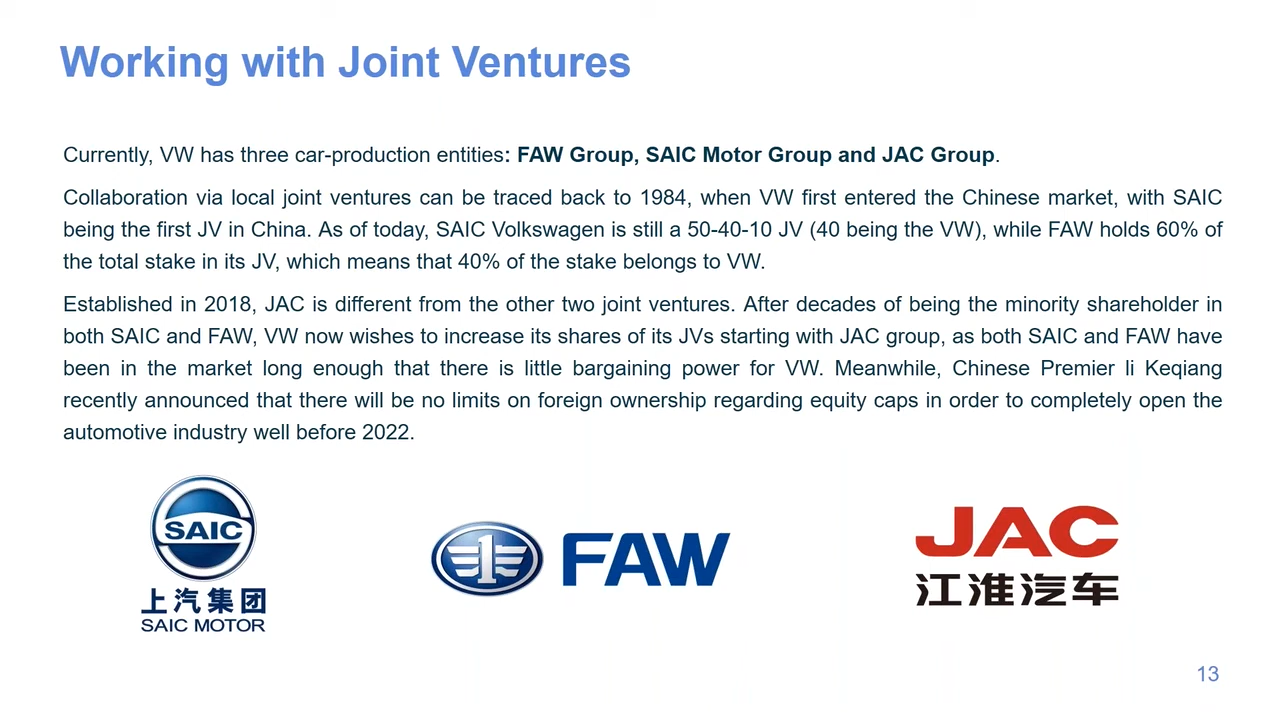 Working with Joint Ventures
Currently, VW has three car-production entities: FAW Group, SAIC Motor Group and JAC Group.
Collaboration via local joint ventures can be traced back to 1984, when VW first entered the Chinese market, with SAIC
being the first JV in China. As of today, SAIC Volkswagen is still a 50-40-10 JV (40 being the VW), while FAW holds 60% of
the total stake in its JV, which means that 40% of the stake belongs to VW.
Established in 2018, JAC is different from the other two joint ventures. After decades of being the minority shareholder in
both SAIC and FAW, VW now wishes to increase its shares of its JVs starting with JAC group, as both SAIC and FAW have
been in the market long enough that there is little bargaining power for VW. Meanwhile, Chinese Premier li Keqiang
recently announced that there will be no limits on foreign ownership regarding equity caps in order to completely open the
automotive industry well before 2022.
SAIC
上汽集团
SAIC MOTOR
FAW
JAC
江淮汽车
13